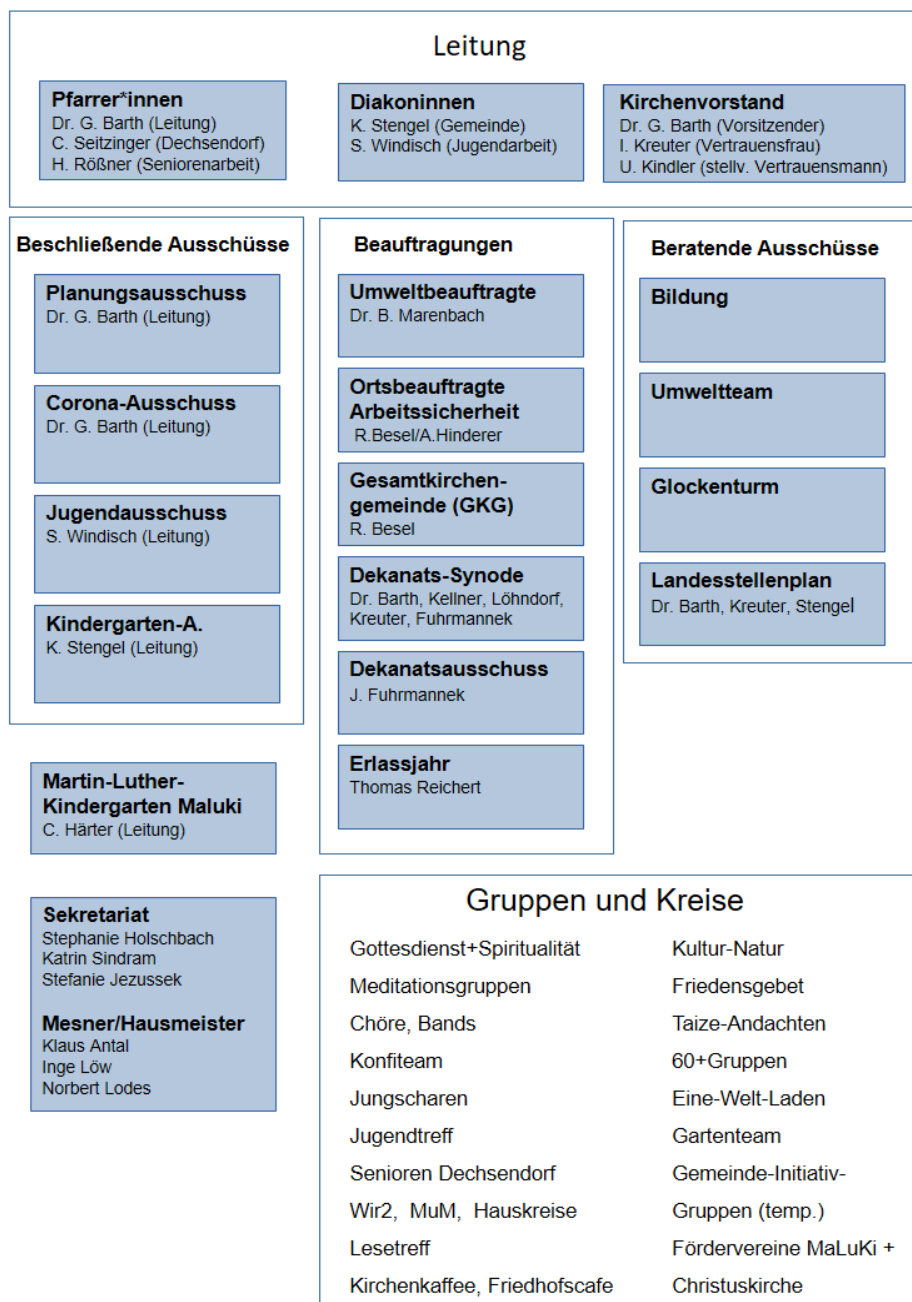 Leitung
Pfarrer*innen
Dr. G. Barth (Leitung)
C. Seitzinger (Dechsendorf)
H. Rößner (Seniorenarbeit)
Diakoninnen
K. Stengel (Gemeinde)
S. Windisch (Jugendarbeit)
Kirchenvorstand
Dr. G. Barth (Vorsitzender)
I. Kreuter (Vertrauensfrau)
U. Kindler (stellv. Vertrauensmann)
Beschließende Ausschüsse
Planungsausschuss
Dr. G. Barth (Leitung)
Corona-Ausschuss
Dr. G. Barth (Leitung)
Jugendausschuss
S. Windisch (Leitung)
Kindergarten-A.
K. Stengel (Leitung)
Beauftragungen
Umweltbeauftragte
Dr. B. Marenbach
Ortsbeauftragte
Arbeitssicherheit
R.Besel/A.Hinderer
Gesamtkirchen-
gemeinde (GKG)
R. Besel
Dekanats-Synode
Dr. Barth, Kellner, Löhndorf,
Kreuter, Fuhrmannek
Dekanatsausschuss
J. Fuhrmannek
Erlassjahr
Thomas Reichert
Beratende Ausschüsse
Bildung
Umweltteam
Glockenturm
Landesstellenplan
Dr. Barth, Kreuter, Stengel
Martin-Luther-
Kindergarten Maluki
C. Härter (Leitung)
Sekretariat
Stephanie Holschbach
Katrin Sindram
Stefanie Jezussek
Mesner/Hausmeister
Klaus Antal
Inge Löw
Norbert Lodes
Gruppen und Kreise
Gottesdienst+Spiritualität
Meditationsgruppen
Chöre, Bands
Konfiteam
Jungscharen
Jugendtreff
Senioren Dechsendorf
Wir2, MuM, Hauskreise
Lesetreff
Kirchenkaffee, Friedhofscafe
Kultur-Natur
Friedensgebet
Taize-Andachten
60+Gruppen
Eine-Welt-Laden
Gartenteam
Gemeinde-Initiativ-
Gruppen (temp.)
Fördervereine MaLuKi +
Christuskirche